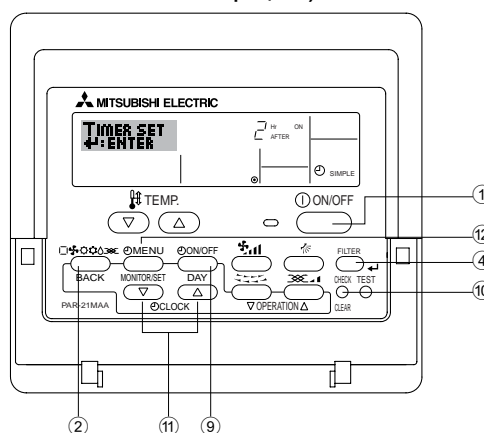 MITSUBISHI ELECTRIC
TIMER SET
↵:ENTER
2 Hr ON
AFTER
SIMPLE
TEMP.
ON/OFF
MENU
ON/OFF
FILTER
BACK
MONITOR/SET
DAY
CHECK TEST
PAR-21MAA
CLOCK
▽OPERATION△
CLEAR
①
⑫
④
⑩
②
⑪
⑨